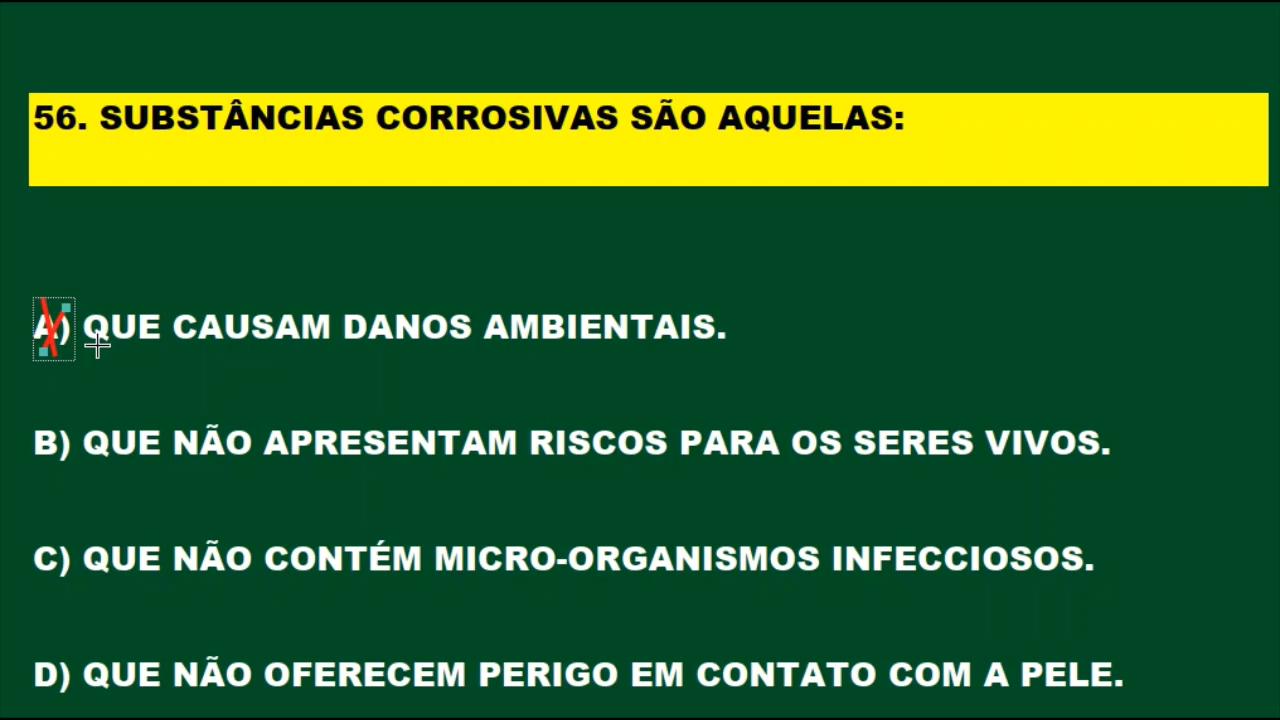 56. SUBSTÂNCIAS CORROSIVAS SÃO AQUELAS:
A) QUE CAUSAM DANOS AMBIENTAIS.
B) QUE NÃO APRESENTAM RISCOS PARA OS SERES VIVOS.
C) QUE NÃO CONTÉM MICRO-ORGANISMOS INFECCIOSOS.
D) QUE NÃO OFERECEM PERIGO EM CONTATO COM A PELE.